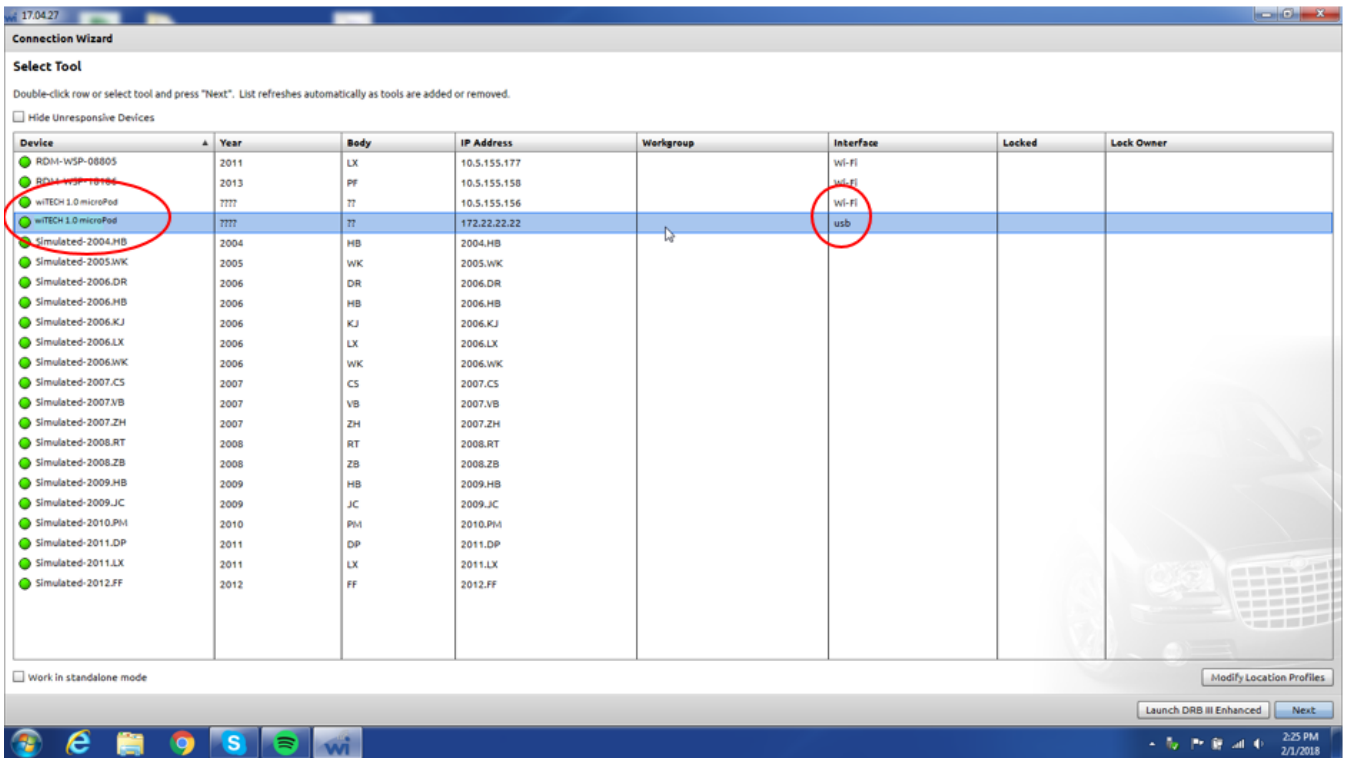 wi 17.04.27
Connection Wizard
Select Tool
Double-click row or select tool and press "Next". List refreshes automatically as tools are added or removed.
Hide Unresponsive Devices
Device Year Body IP Address Workgroup Interface Locked Lock Owner
RDM-WSP-08805 2011 LX 10.5.155.177 Wi-Fi
RDM-WSP-18186 2013 PF 10.5.155.158 Wi-Fi
wiTECH 1.0 microPod ???? ?? 10.5.155.156 Wi-Fi
wiTECH 1.0 microPod ???? ?? 172.22.22.22 usb
Simulated-2004.HB 2004 HB 2004.HB
Simulated-2005.WK 2005 WK 2005.WK
Simulated-2006.DR 2006 DR 2006.DR
Simulated-2006.HB 2006 HB 2006.HB
Simulated-2006.KJ 2006 KJ 2006.KJ
Simulated-2006.LX 2006 LX 2006.LX
Simulated-2006.WK 2006 WK 2006.WK
Simulated-2007.CS 2007 CS 2007.CS
Simulated-2007.VB 2007 VB 2007.VB
Simulated-2007.ZH 2007 ZH 2007.ZH
Simulated-2008.RT 2008 RT 2008.RT
Simulated-2008.ZB 2008 ZB 2008.ZB
Simulated-2009.HB 2009 HB 2009.HB
Simulated-2009.JC 2009 JC 2009.JC
Simulated-2010.PM 2010 PM 2010.PM
Simulated-2011.DP 2011 DP 2011.DP
Simulated-2011.LX 2011 LX 2011.LX
Simulated-2012.FF 2012 FF 2012.FF
Work in standalone mode
Modify Location Profiles
Launch DRB III Enhanced Next
S wi
2:25 PM
2/1/2018